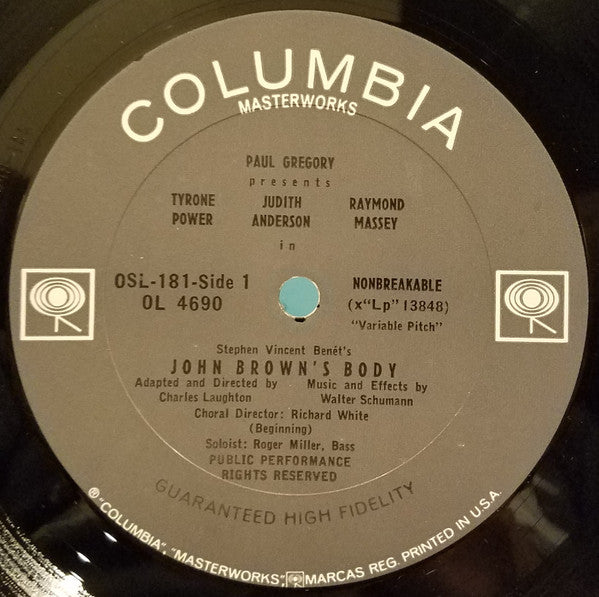 COLUMBIA
MASTERWORKS
PAUL GREGORY
presents
TYRONE POWER
JUDITH ANDERSON
RAYMOND MASSEY
in
OSL-181-Side 1
OL 4690
NONBREAKABLE
(x"Lp" 13848)
"Variable Pitch"
Stephen Vincent Benét's
JOHN BROWN'S BODY
Adapted and Directed by
Charles Laughton
Music and Effects by
Walter Schumann
Choral Director: Richard White
(Beginning)
Soloist: Roger Miller, Bass
PUBLIC PERFORMANCE
RIGHTS RESERVED
GUARANTEED HIGH FIDELITY
® "COLUMBIA", "MASTERWORKS", MARCAS REG. PRINTED IN U.S.A.